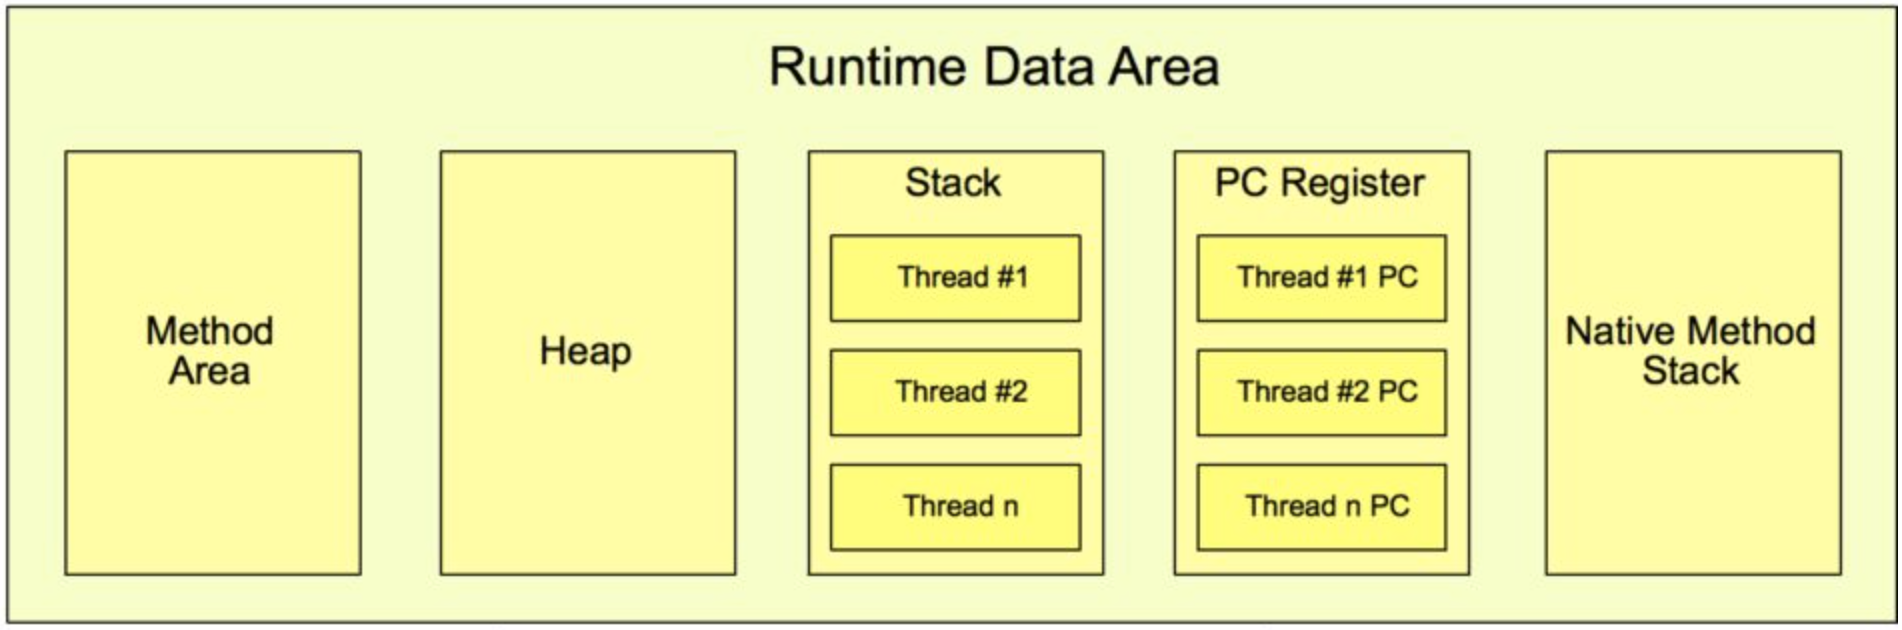 Runtime Data Area
Method
Area
Heap
Stack
Thread #1
Thread #2
Thread n
PC Register
Thread #1 PC
Thread #2 PC
Thread n PC
Native Method
Stack